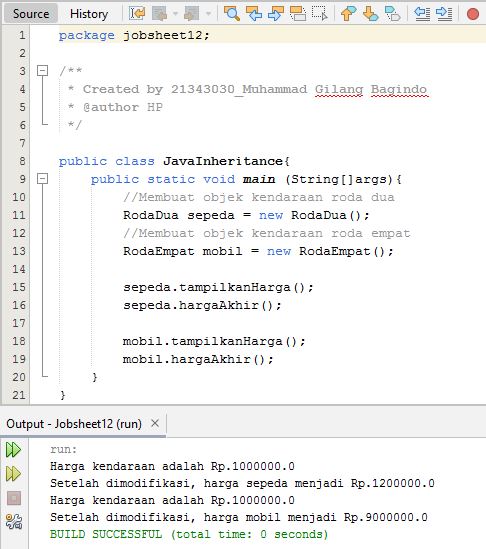 Source History
1 package jobsheet12;
2
3 /**
4  * Created by 21343030_Muhammad Gilang Bagindo
5  * @author HP
6  */
7
8 public class JavaInheritance{
9     public static void main (String[]args){
10         //Membuat objek kendaraan roda dua
11         RodaDua sepeda = new RodaDua();
12         //Membuat objek kendaraan roda empat
13         RodaEmpat mobil = new RodaEmpat();
14
15         sepeda.tampilkanHarga();
16         sepeda.hargaAkhir();
17
18         mobil.tampilkanHarga();
19         mobil.hargaAkhir();
20     }
21 }
Output - Jobsheet12 (run) ×
run:
Harga kendaraan adalah Rp.1000000.0
Setelah dimodifikasi, harga sepeda menjadi Rp.1200000.0
Harga kendaraan adalah Rp.1000000.0
Setelah dimodifikasi, harga mobil menjadi Rp.9000000.0
BUILD SUCCESSFUL (total time: 0 seconds)